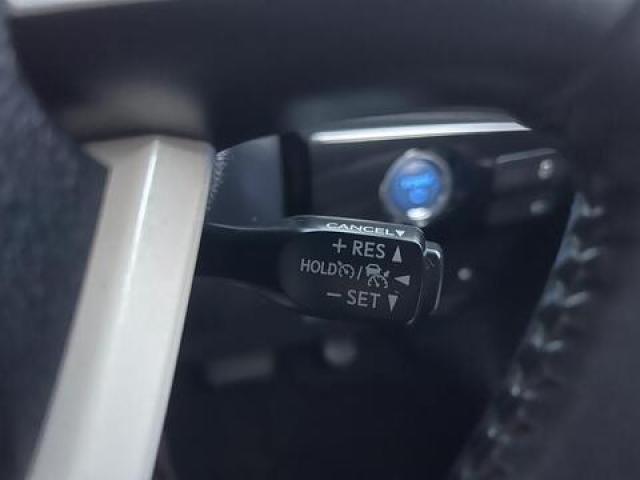 CANCEL▼
+ RES ▲
HOLD / ◀
− SET ▼